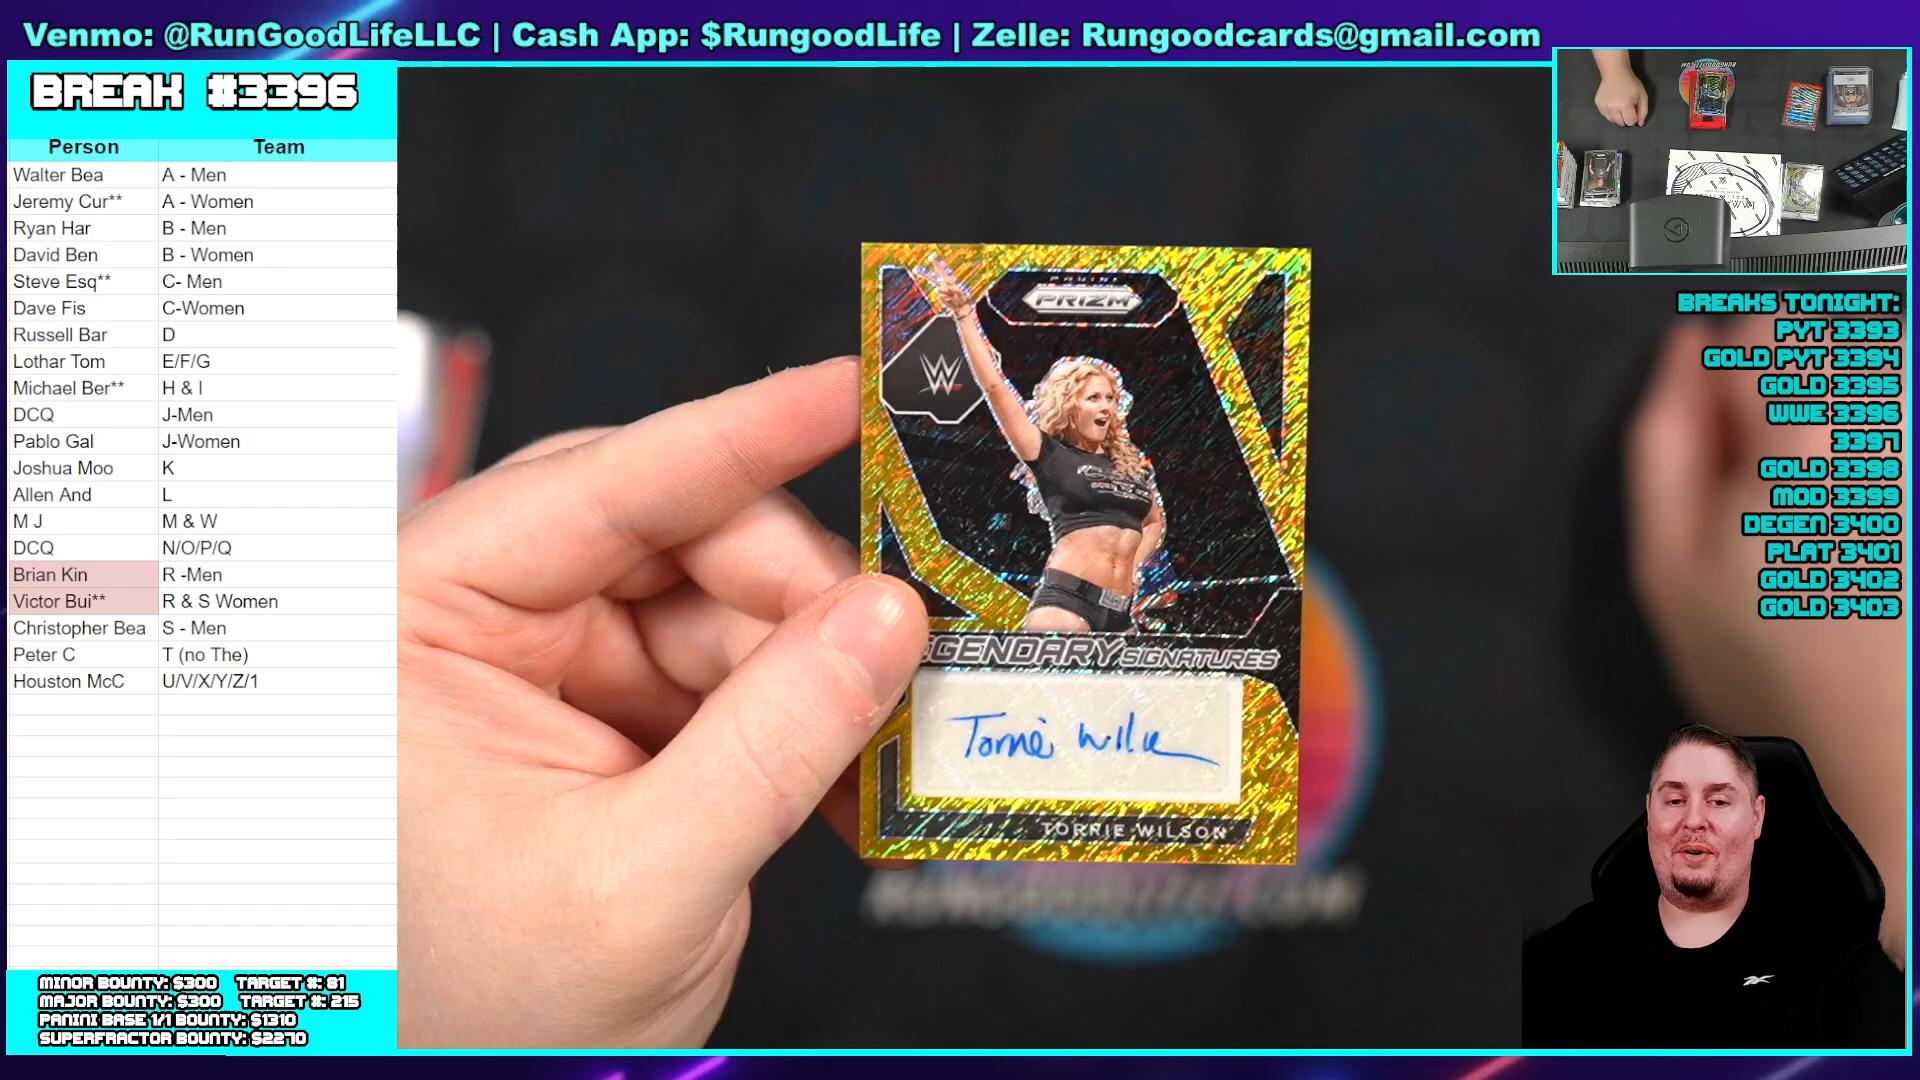 Venmo: @RunGoodLifeLLC | Cash App: $RungoodLife | Zelle: Rungoodcards@gmail.com
BREAK #3396
Person Team
Walter Bea A - Men
Jeremy Cur** A - Women
Ryan Har B - Men
David Ben B - Women
Steve Esq** C- Men
Dave Fis C-Women
Russell Bar D
Lothar Tom E/F/G
Michael Ber** H & I
DCQ J-Men
Pablo Gal J-Women
Joshua Moo K
Allen And L
M J M & W
DCQ N/O/P/Q
Brian Kin R -Men
Victor Bui** R & S Women
Christopher Bea S - Men
Peter C T (no The)
Houston McC U/V/X/Y/Z/1
MINOR BOUNTY: $300 TARGET #: 81
MAJOR BOUNTY: $300 TARGET #: 215
PANINI BASE 1/1 BOUNTY: $1310
SUPERFRACTOR BOUNTY: $2270
PANINI
PRIZM
W
GENDARY SIGNATURES
Torrie Wilson
TORRIE WILSON
RUNGOODLIFE.COM
BREAKS TONIGHT:
PYT 3393
GOLD PYT 3394
GOLD 3395
WWE 3396
3397
GOLD 3398
MOD 3399
DEGEN 3400
PLAT 3401
GOLD 3402
GOLD 3403